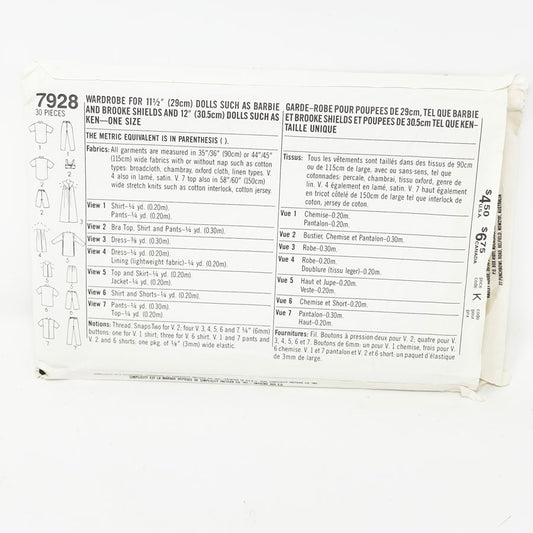 7928
30 PIECES
WARDROBE FOR 11½" (29cm) DOLLS SUCH AS BARBIE
AND BROOKE SHIELDS AND 12" (30.5cm) DOLLS SUCH AS
KEN—ONE SIZE
THE METRIC EQUIVALENT IS IN PARENTHESIS ( ).
Fabrics: All garments are measured in 35"/36" (90cm) or 44"/45"
(115cm) wide fabrics with or without nap such as cotton
types: broadcloth, chambray, oxford cloth, linen types. V.
4 also in lamé, satin. V. 7 top also in 58"/60" (150cm)
wide stretch knits such as cotton interlock, cotton jersey.
View 1 Shirt–¼ yd. (0.20m).
Pants–¼ yd. (0.20m).
View 2 Bra Top, Shirt and Pants–¼ yd. (0.30m).
View 3 Dress–⅜ yd. (0.30m).
View 4 Dress–¼ yd. (0.20m)
Lining (lightweight fabric)–¼ yd. (0.20m).
View 5 Top and Skirt–¼ yd. (0.20m)
Jacket–¼ yd. (0.20m).
View 6 Shirt and Shorts–¼ yd. (0.20m).
View 7 Pants–¼ yd. (0.30m)
Top–¼ yd. (0.20m).
Notions: Thread, Snaps Two for V. 2; four V. 3, 4, 5, 6 and 7. ¼" (6mm)
buttons: one for V. 1 shirt; three for V. 6 shirt. V. 1 and 7 pants and
V. 2 and 6 shorts: one pkg. of ⅛" (3mm) wide elastic.
GARDE-ROBE POUR POUPEES DE 29cm, TEL QUE BARBIE
ET BROOKE SHIELDS ET POUPEES DE 30.5cm TEL QUE KEN-
TAILLE UNIQUE
Tissus: Tous les vêtements sont taillés dans des tissus de 90cm
ou de 115cm de large, avec ou sans-sens, tel que
cotonnades: percale, chambrai, tissu oxford, genre de
lin. V. 4 également en lamé, satin. V. 7 haut également
en tricot extensible de 150cm de large tel que interlock de
coton, jersey de coton.
Vue 1 Chemise–0.20m.
Pantalon–0.20m.
Vue 2 Bustier, Chemise et Pantalon–0.30m.
Vue 3 Robe–0.30m.
Vue 4 Robe–0.20m.
Doublure (tissu leger)–0.20m.
Vue 5 Haut et Jupe–0.20m.
Veste–0.20m.
Vue 6 Chemise et Short–0.20m.
Vue 7 Pantalon–0.30m.
Haut–0.20m.
Fournitures: Fil. Boutons à pression deux pour V. 2; quatre pour V.
3, 4, 5, 6 et 7. Boutons de 6mm: un pour V. 1 chemise, trois pour V.
6 chemise. V. 1 et 7 pantalon et V. 2 et 6 short: un paquet d'élastique
de 3mm de large.
$4.50
U.S.A.
$6.75
CANADA
K